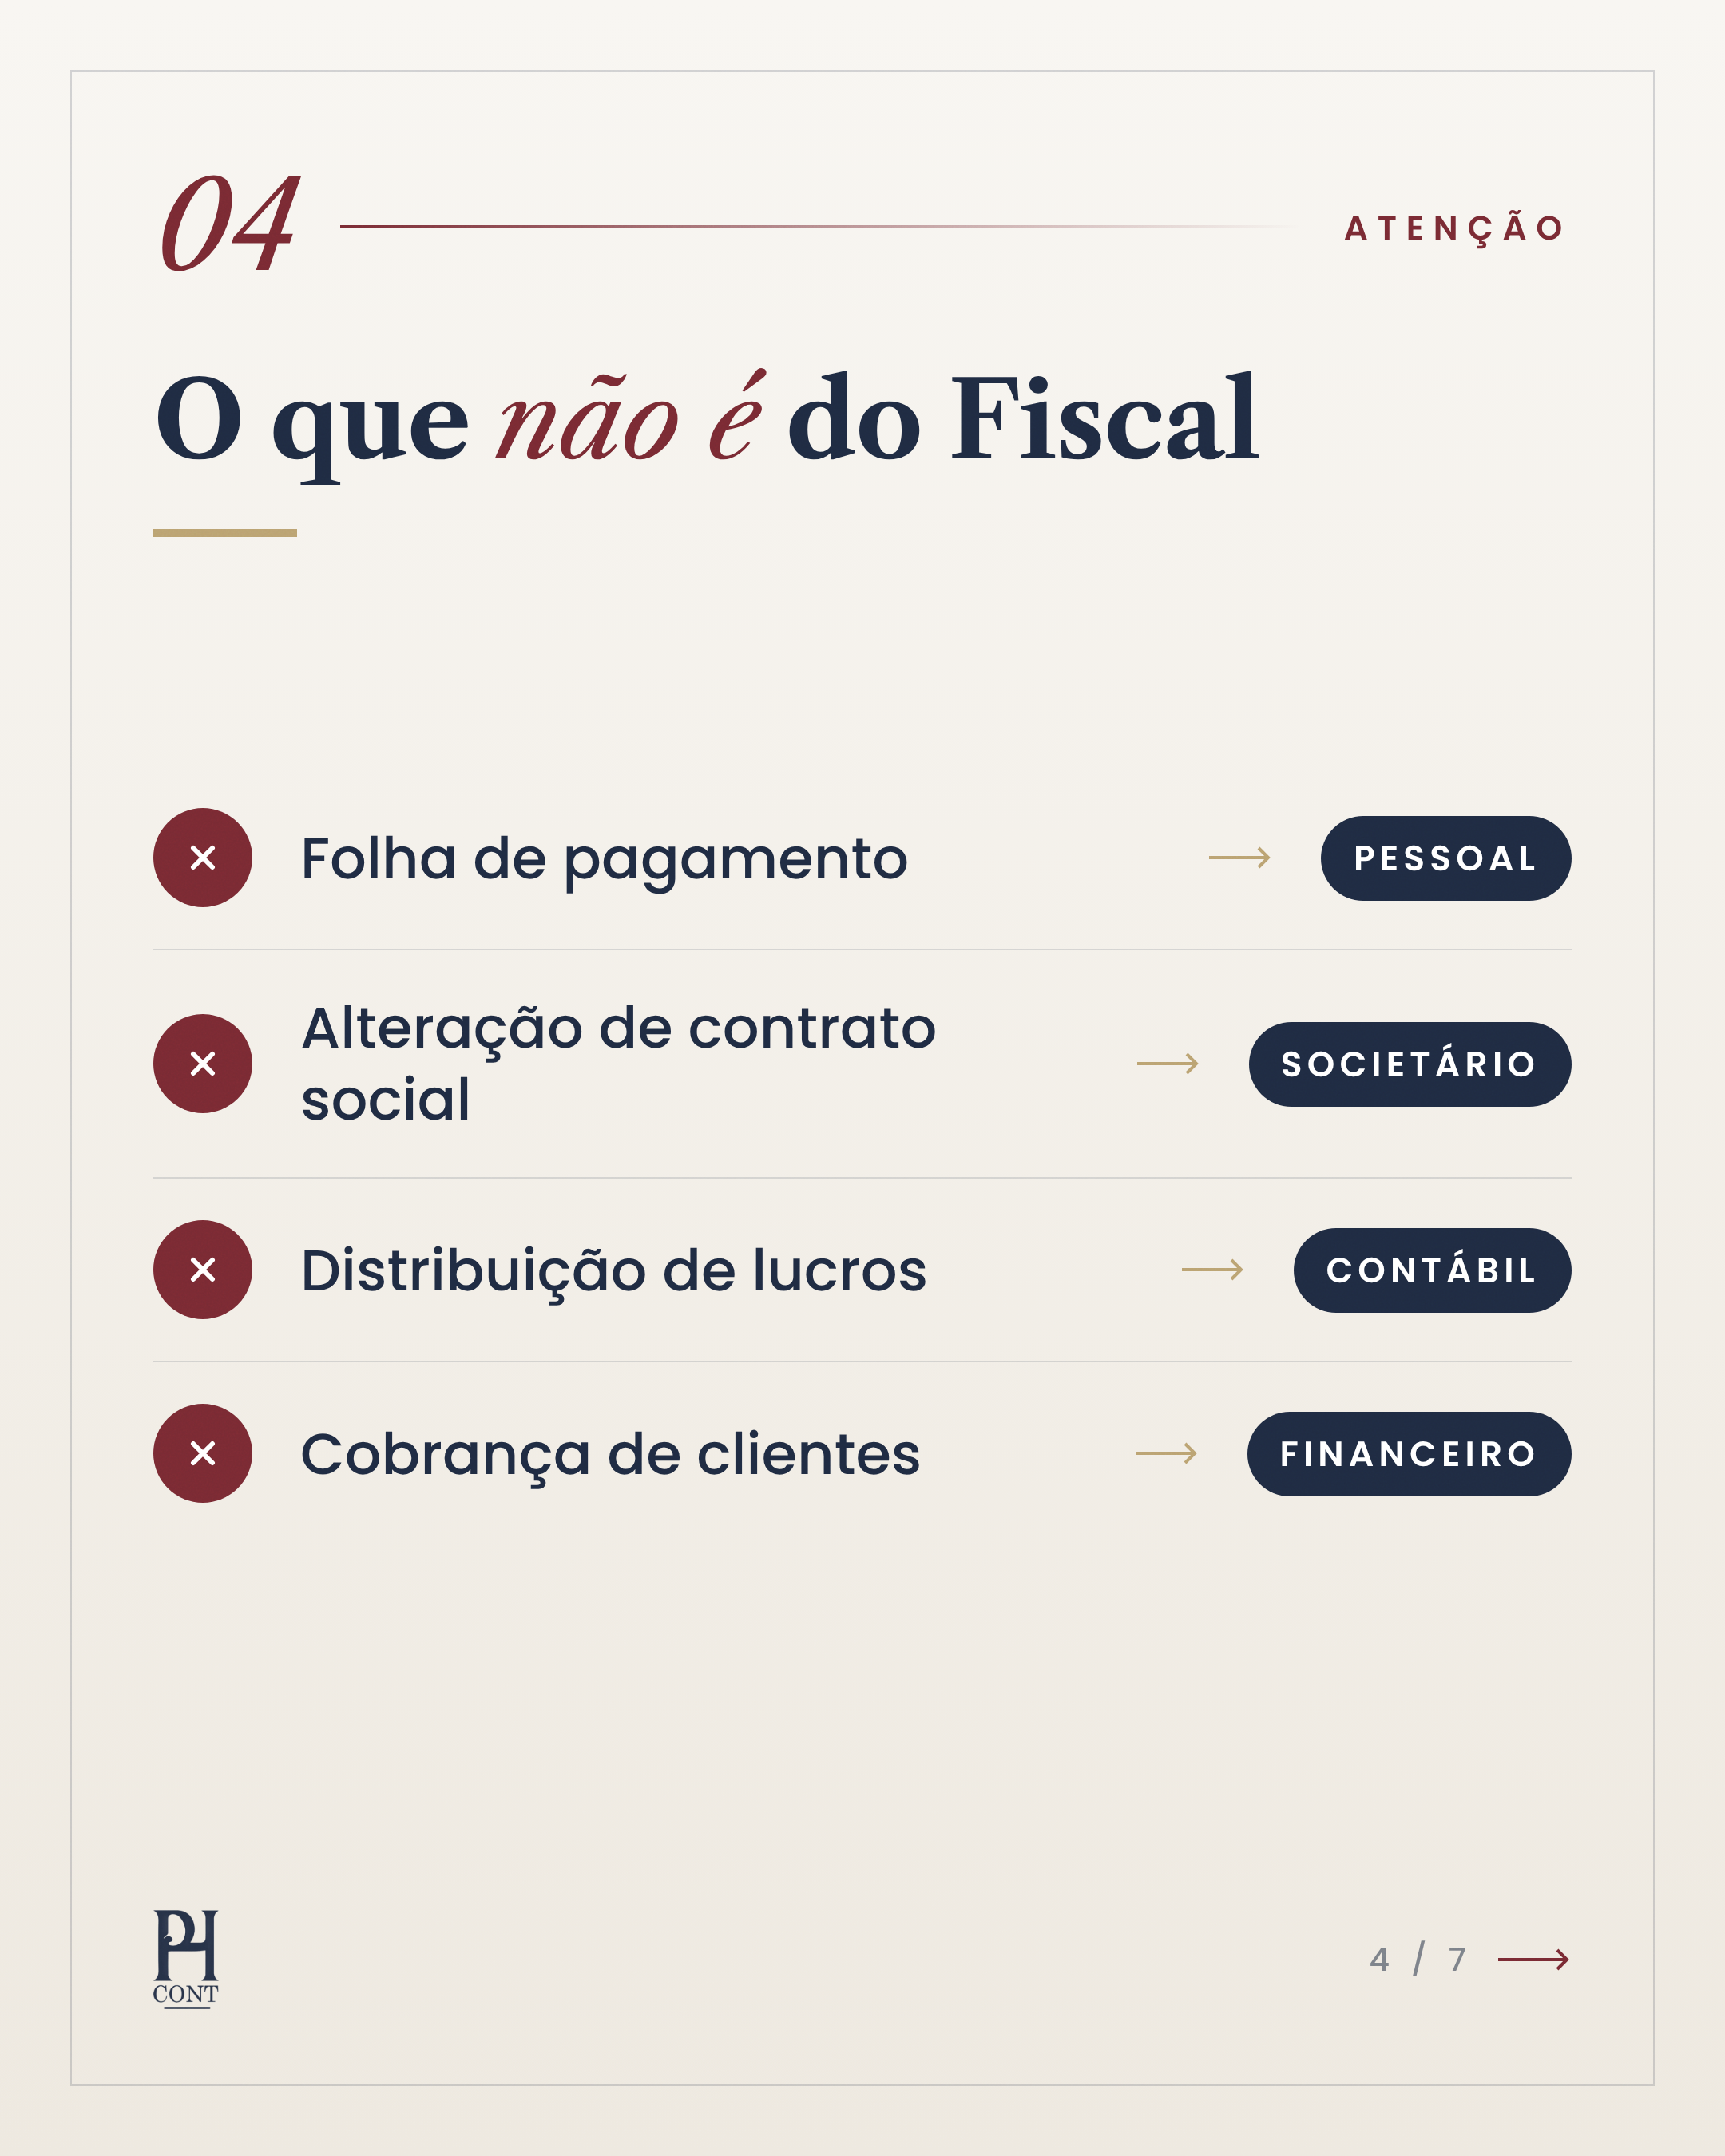 04
ATENÇÃO
O que não é do Fiscal
Folha de pagamento → PESSOAL
Alteração de contrato
social → SOCIETÁRIO
Distribuição de lucros → CONTÁBIL
Cobrança de clientes → FINANCEIRO
PH
CONT
4 / 7 →